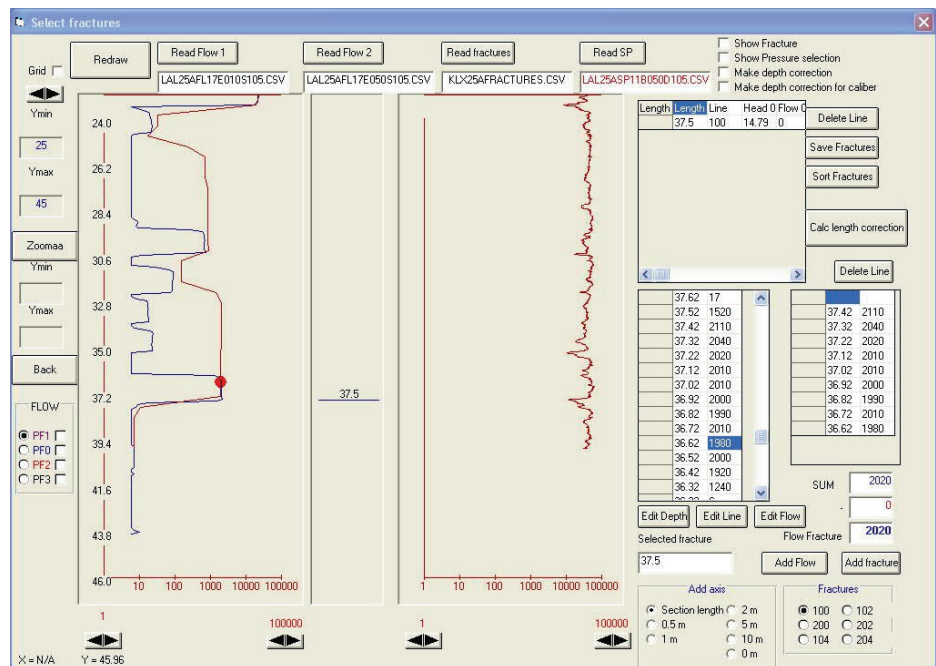 Select fractures
Redraw
Read Flow 1
Read Flow 2
Read fractures
Read SP
Show Fracture
Show Pressure selection
Make depth correction
Make depth correction for caliber
Grid
LAL25AFL17E010S105.CSV
LAL25AFL17E050S105.CSV
KLX25AFRACTURES.CSV
LAL25ASP11B050D105.CSV
Ymin
25
Ymax
45
Zoomaa
Ymin
Ymax
Back
FLOW
PF1
PF0
PF2
PF3
24.0
26.2
28.4
30.6
32.8
35.0
37.2
39.4
41.6
43.8
46.0
10 100 1000 10000 100000
37.5
1 10 100 1000 10000 100000
1
100000
1
100000
X = N/A Y = 45.96
Length Length Line Head 0 Flow 0
37.5 100 14.79 0
Delete Line
Save Fractures
Sort Fractures
Calc length correction
Delete Line
37.62 17
37.52 1520
37.42 2110
37.32 2040
37.22 2020
37.12 2010
37.02 2010
36.92 2000
36.82 1990
36.72 2010
36.62 1980
36.52 2000
36.42 1920
36.32 1240
37.42 2110
37.32 2040
37.22 2020
37.12 2010
37.02 2010
36.92 2000
36.82 1990
36.72 2010
36.62 1980
SUM 2020
- 0
Flow Fracture 2020
Edit Depth
Edit Line
Edit Flow
Selected fracture
37.5
Add Flow
Add fracture
Add axis
Section length 2 m
0.5 m 5 m
1 m 10 m
0 m
Fractures
100 102
200 202
104 204